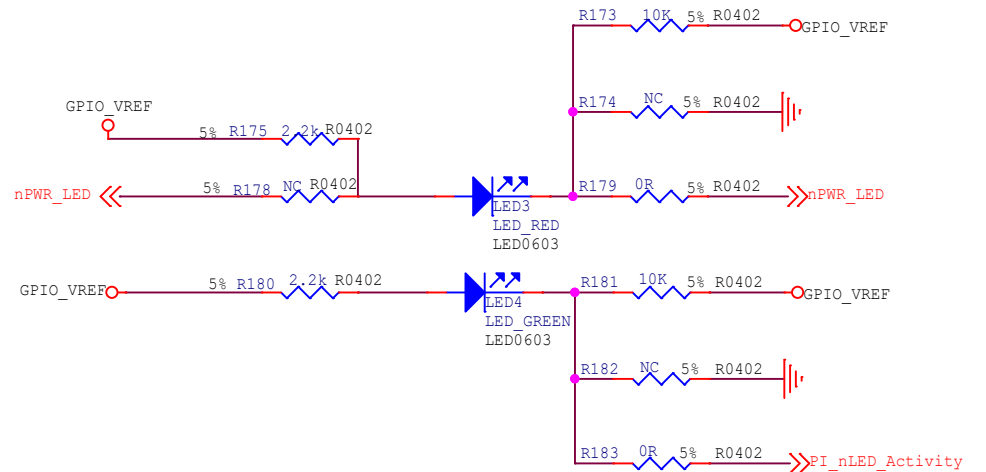 R173 10K 5% R0402 GPIO_VREF
R174 NC 5% R0402
GPIO_VREF
5% R175 2.2k R0402
nPWR_LED 5% R178 NC R0402
R179 0R 5% R0402 nPWR_LED
LED3
LED_RED
LED0603
GPIO_VREF 5% R180 2.2k R0402
R181 10K 5% R0402 GPIO_VREF
LED4
LED_GREEN
LED0603
R182 NC 5% R0402
R183 0R 5% R0402 PI_nLED_Activity